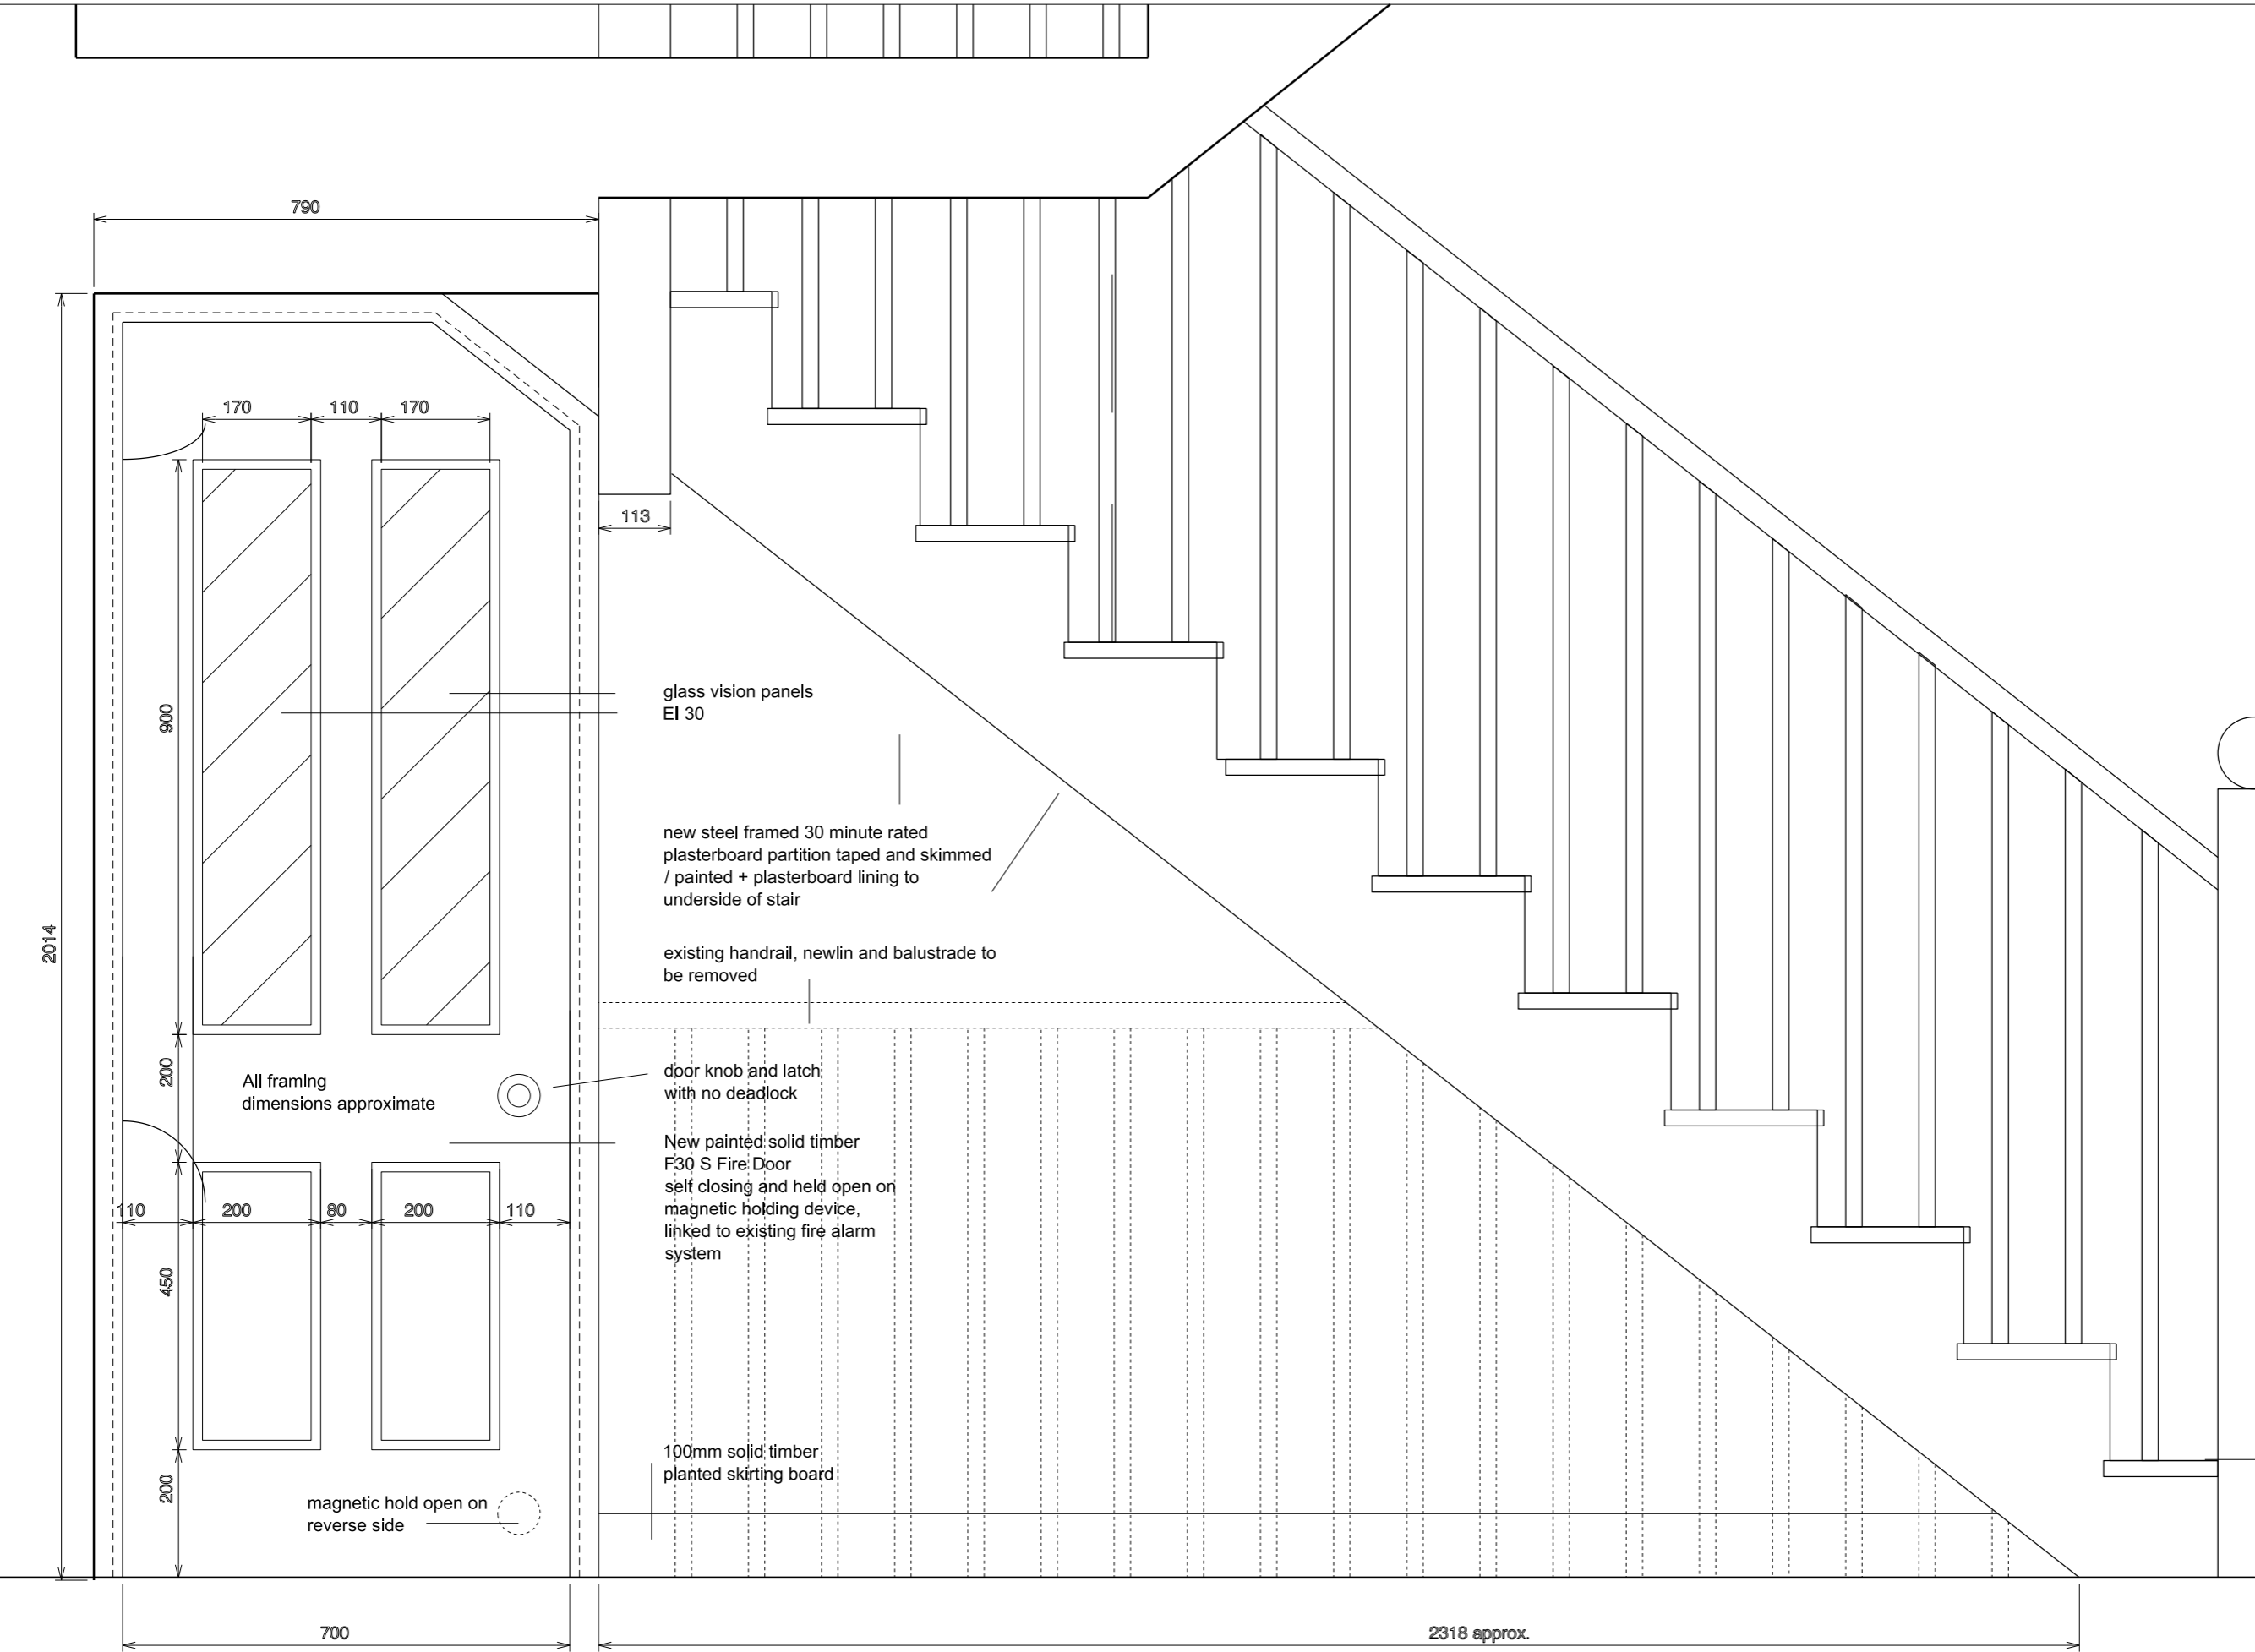 790
170
110
170
113
900
glass vision panels
EI 30
new steel framed 30 minute rated
plasterboard partition taped and skimmed
/ painted + plasterboard lining to
underside of stair
2014
existing handrail, newlin and balustrade to
be removed
200
All framing
dimensions approximate
door knob and latch
with no deadlock
New painted solid timber
F30 S Fire Door
self closing and held open on
magnetic holding device,
linked to existing fire alarm
system
110
200
80
200
110
450
100mm solid timber
planted skirting board
200
magnetic hold open on
reverse side
700
2318 approx.